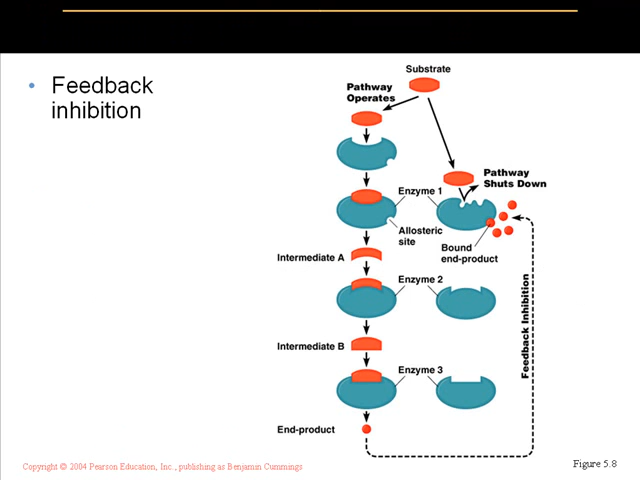 • Feedback
inhibition
Substrate
Pathway
Operates
Pathway
Shuts Down
Enzyme 1
Allosteric
site
Bound
end-product
Intermediate A
Enzyme 2
Feedback Inhibition
Intermediate B
Enzyme 3
End-product
Copyright © 2004 Pearson Education, Inc., publishing as Benjamin Cummings
Figure 5.8